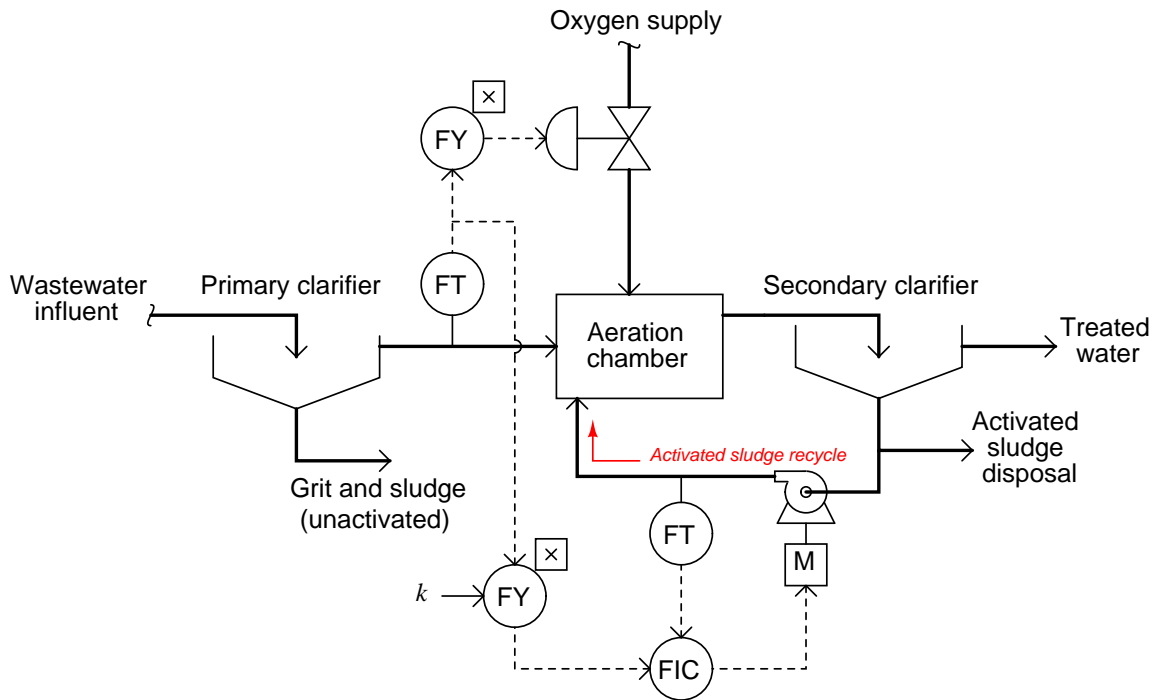 Oxygen supply
×
FY
Wastewater
influent
Primary clarifier
FT
Aeration
chamber
Secondary clarifier
Treated
water
Activated sludge recycle
Activated
sludge
disposal
Grit and sludge
(unactivated)
FT
M
×
k
FY
FIC